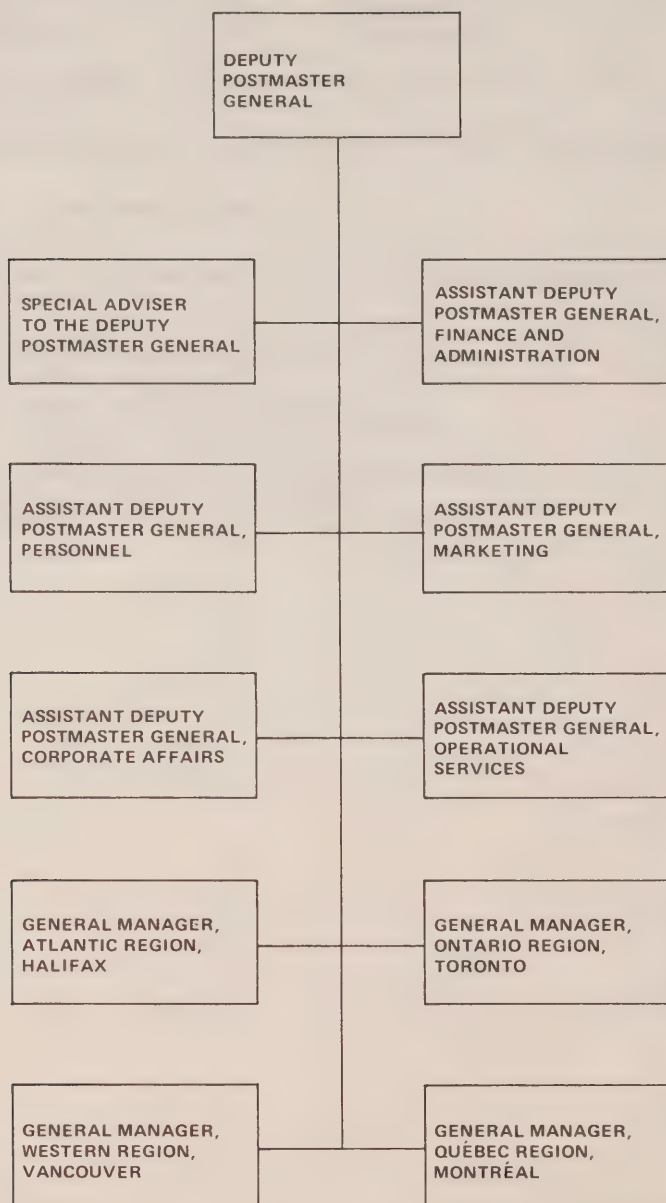 DEPUTY
POSTMASTER
GENERAL
SPECIAL ADVISER
TO THE DEPUTY
POSTMASTER GENERAL
ASSISTANT DEPUTY
POSTMASTER GENERAL,
FINANCE AND
ADMINISTRATION
ASSISTANT DEPUTY
POSTMASTER GENERAL,
PERSONNEL
ASSISTANT DEPUTY
POSTMASTER GENERAL,
MARKETING
ASSISTANT DEPUTY
POSTMASTER GENERAL,
CORPORATE AFFAIRS
ASSISTANT DEPUTY
POSTMASTER GENERAL,
OPERATIONAL
SERVICES
GENERAL MANAGER,
ATLANTIC REGION,
HALIFAX
GENERAL MANAGER,
ONTARIO REGION,
TORONTO
GENERAL MANAGER,
WESTERN REGION,
VANCOUVER
GENERAL MANAGER,
QUÉBEC REGION,
MONTRÉAL